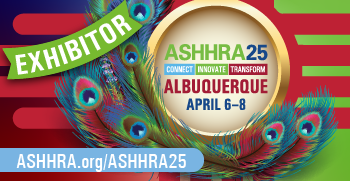 EXHIBITOR
ASHHRA25
CONNECT INNOVATE TRANSFORM
ALBUQUERQUE
APRIL 6–8
ASHHRA.org/ASHHRA25